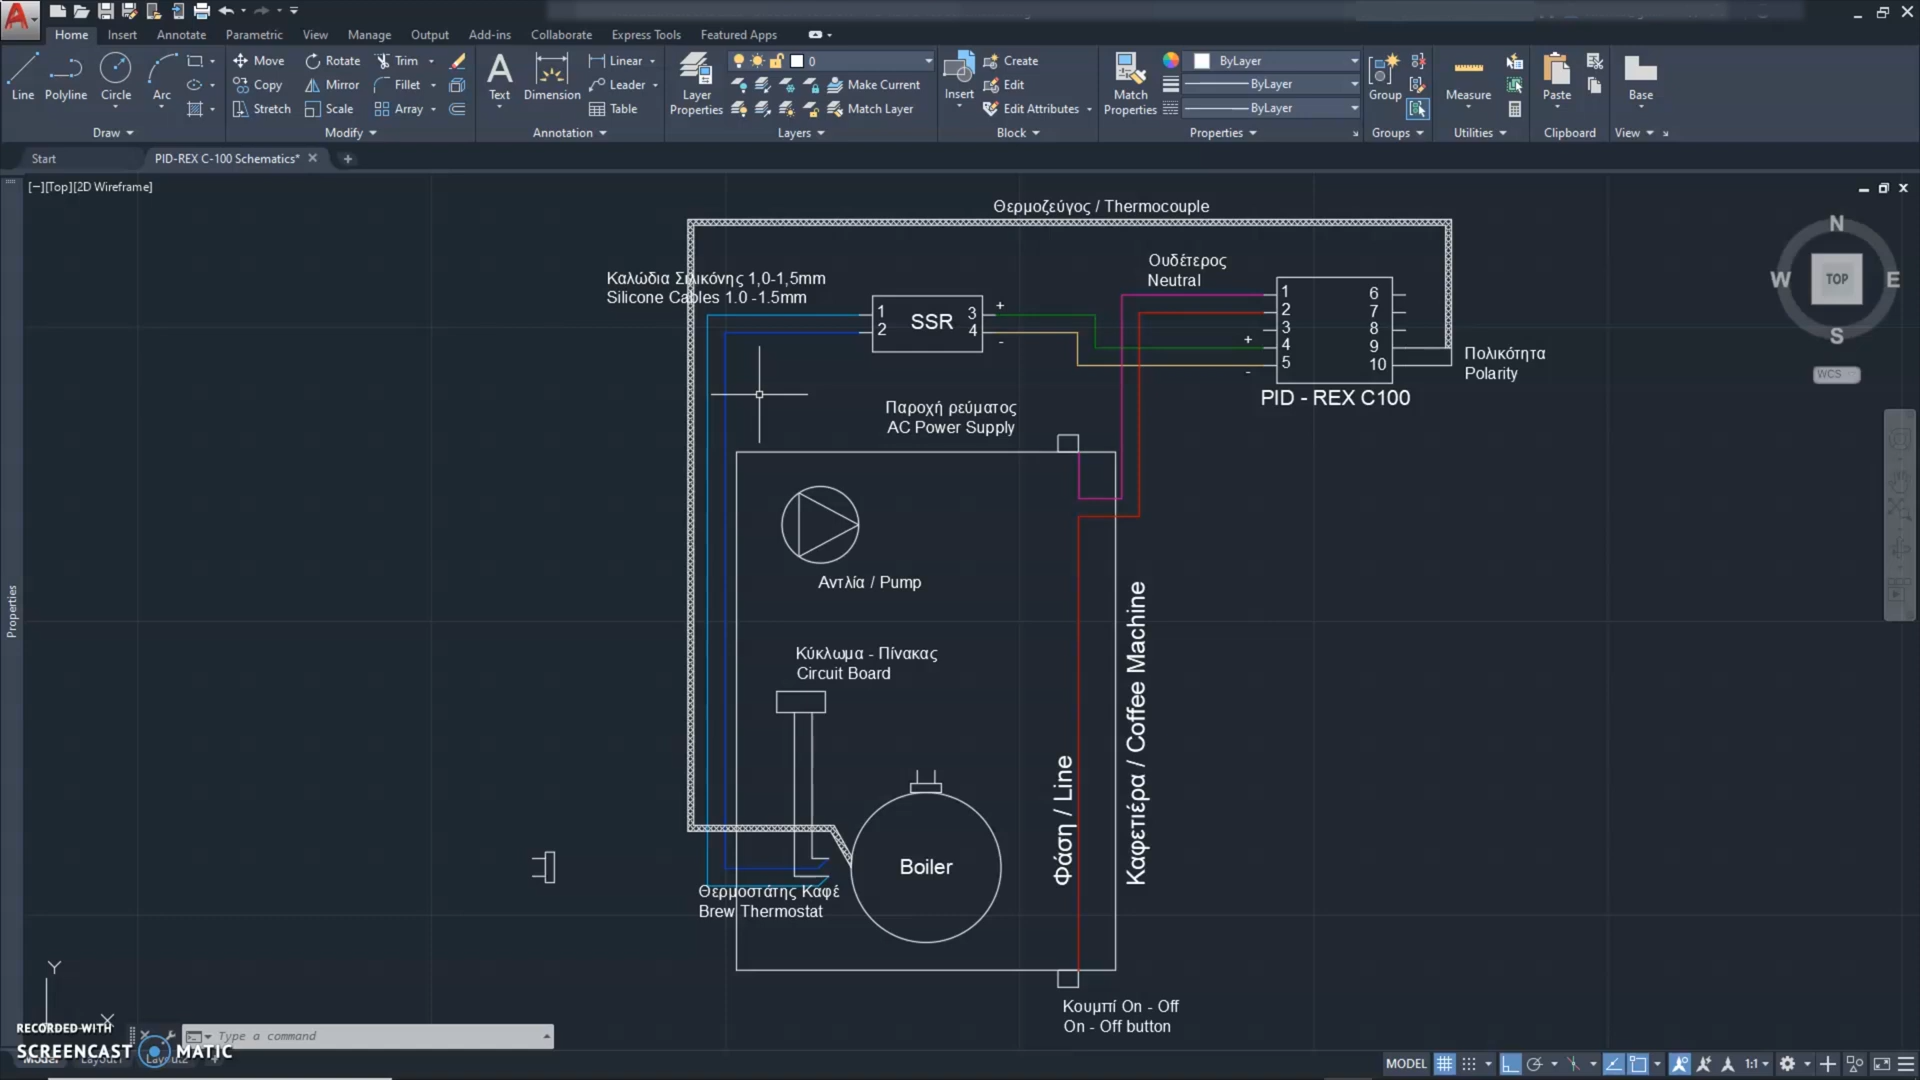 Home Insert Annotate Parametric View Manage Output Add-ins Collaborate Express Tools Featured Apps
Line Polyline Circle Arc
Move Rotate Trim
Copy Mirror Fillet
Stretch Scale Array
Text Dimension
Linear
Leader
Table
Layer Properties
0
Make Current
Match Layer
Insert
Create
Edit
Edit Attributes
Match Properties
ByLayer
ByLayer
ByLayer
Group
Measure
Paste
Base
Draw Modify Annotation Layers Block Properties Groups Utilities Clipboard View
Start PID-REX C-100 Schematics*
[−][Top][2D Wireframe]
Θερμοζεύγος / Thermocouple
Καλώδια Σιλικόνης 1,0-1,5mm
Silicone Cables 1.0 -1.5mm
Ουδέτερος
Neutral
1
2
SSR
3
4
+
-
+
-
1
2
3
4
5
6
7
8
9
10
PID - REX C100
Πολικότητα
Polarity
N
W TOP E
S
WCS
Παροχή ρεύματος
AC Power Supply
Αντλία / Pump
Κύκλωμα - Πίνακας
Circuit Board
Boiler
Φάση / Line
Καφετιέρα / Coffee Machine
Θερμοστάτης Καφέ
Brew Thermostat
Κουμπί On - Off
On - Off button
Properties
Y
X
Type a command
RECORDED WITH
SCREENCAST MATIC
Model Layout1 Layout2
MODEL 1:1